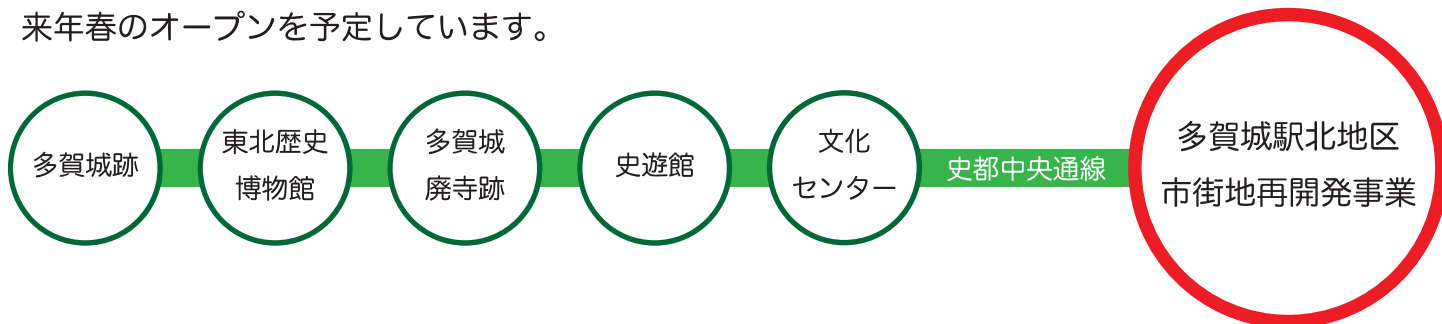 来年春のオープンを予定しています。
多賀城跡
東北歴史
博物館
多賀城
廃寺跡
史遊館
文化
センター
史都中央通線
多賀城駅北地区
市街地再開発事業